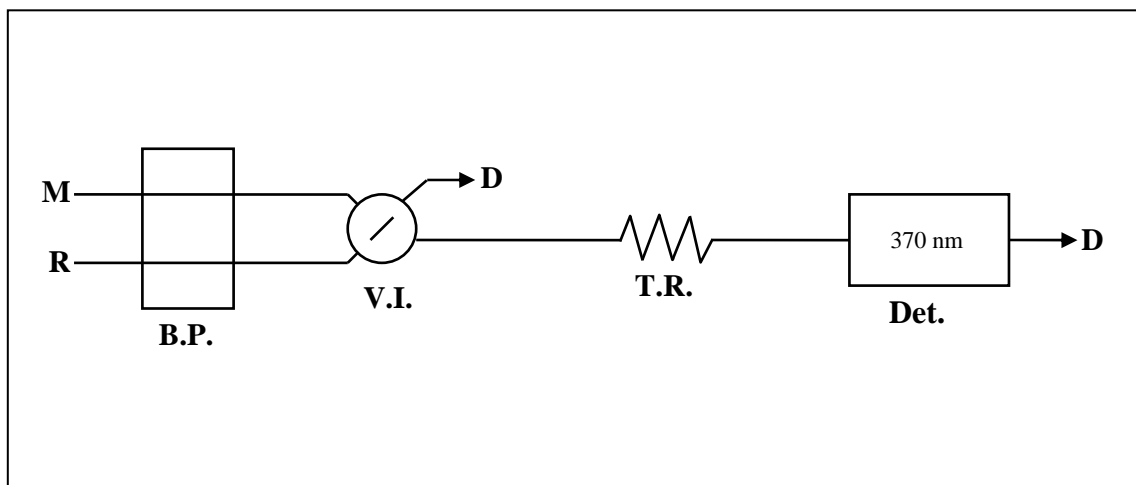 M
R
B.P.
V.I.
D
T.R.
370 nm
Det.
D